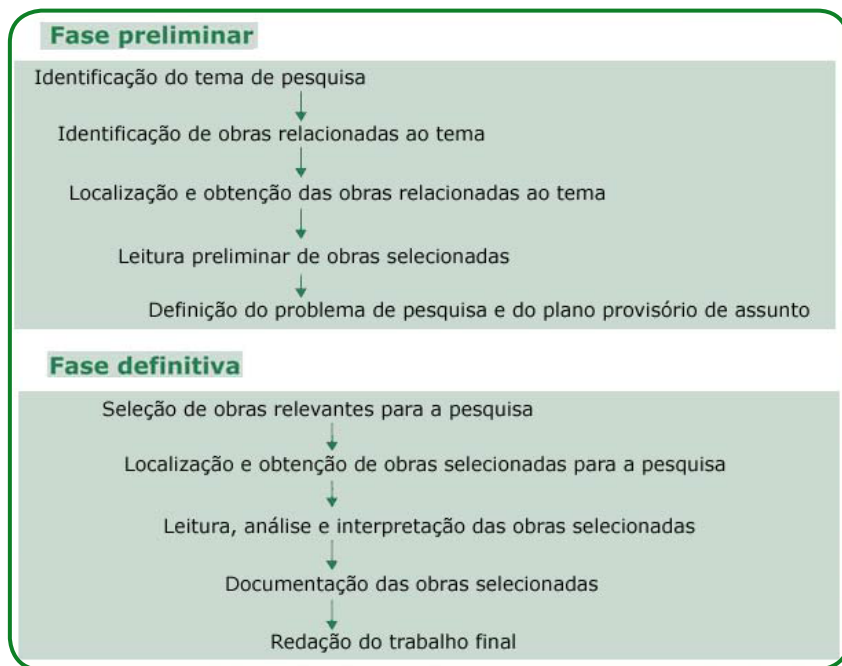 Fase preliminar
Identificação do tema de pesquisa
Identificação de obras relacionadas ao tema
Localização e obtenção das obras relacionadas ao tema
Leitura preliminar de obras selecionadas
Definição do problema de pesquisa e do plano provisório de assunto
Fase definitiva
Seleção de obras relevantes para a pesquisa
Localização e obtenção de obras selecionadas para a pesquisa
Leitura, análise e interpretação das obras selecionadas
Documentação das obras selecionadas
Redação do trabalho final